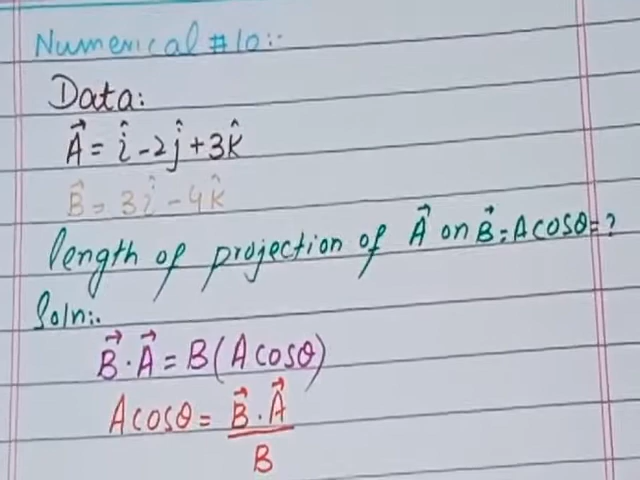 Numerical #10:-
Data:
A⃗ = î - 2ĵ + 3k̂
B⃗ = 3î - 4k̂
length of projection of A⃗ on B⃗ = A cosθ = ?
Soln:.
B⃗ . A⃗ = B(A cosθ)
A cosθ = B⃗ . A⃗
B